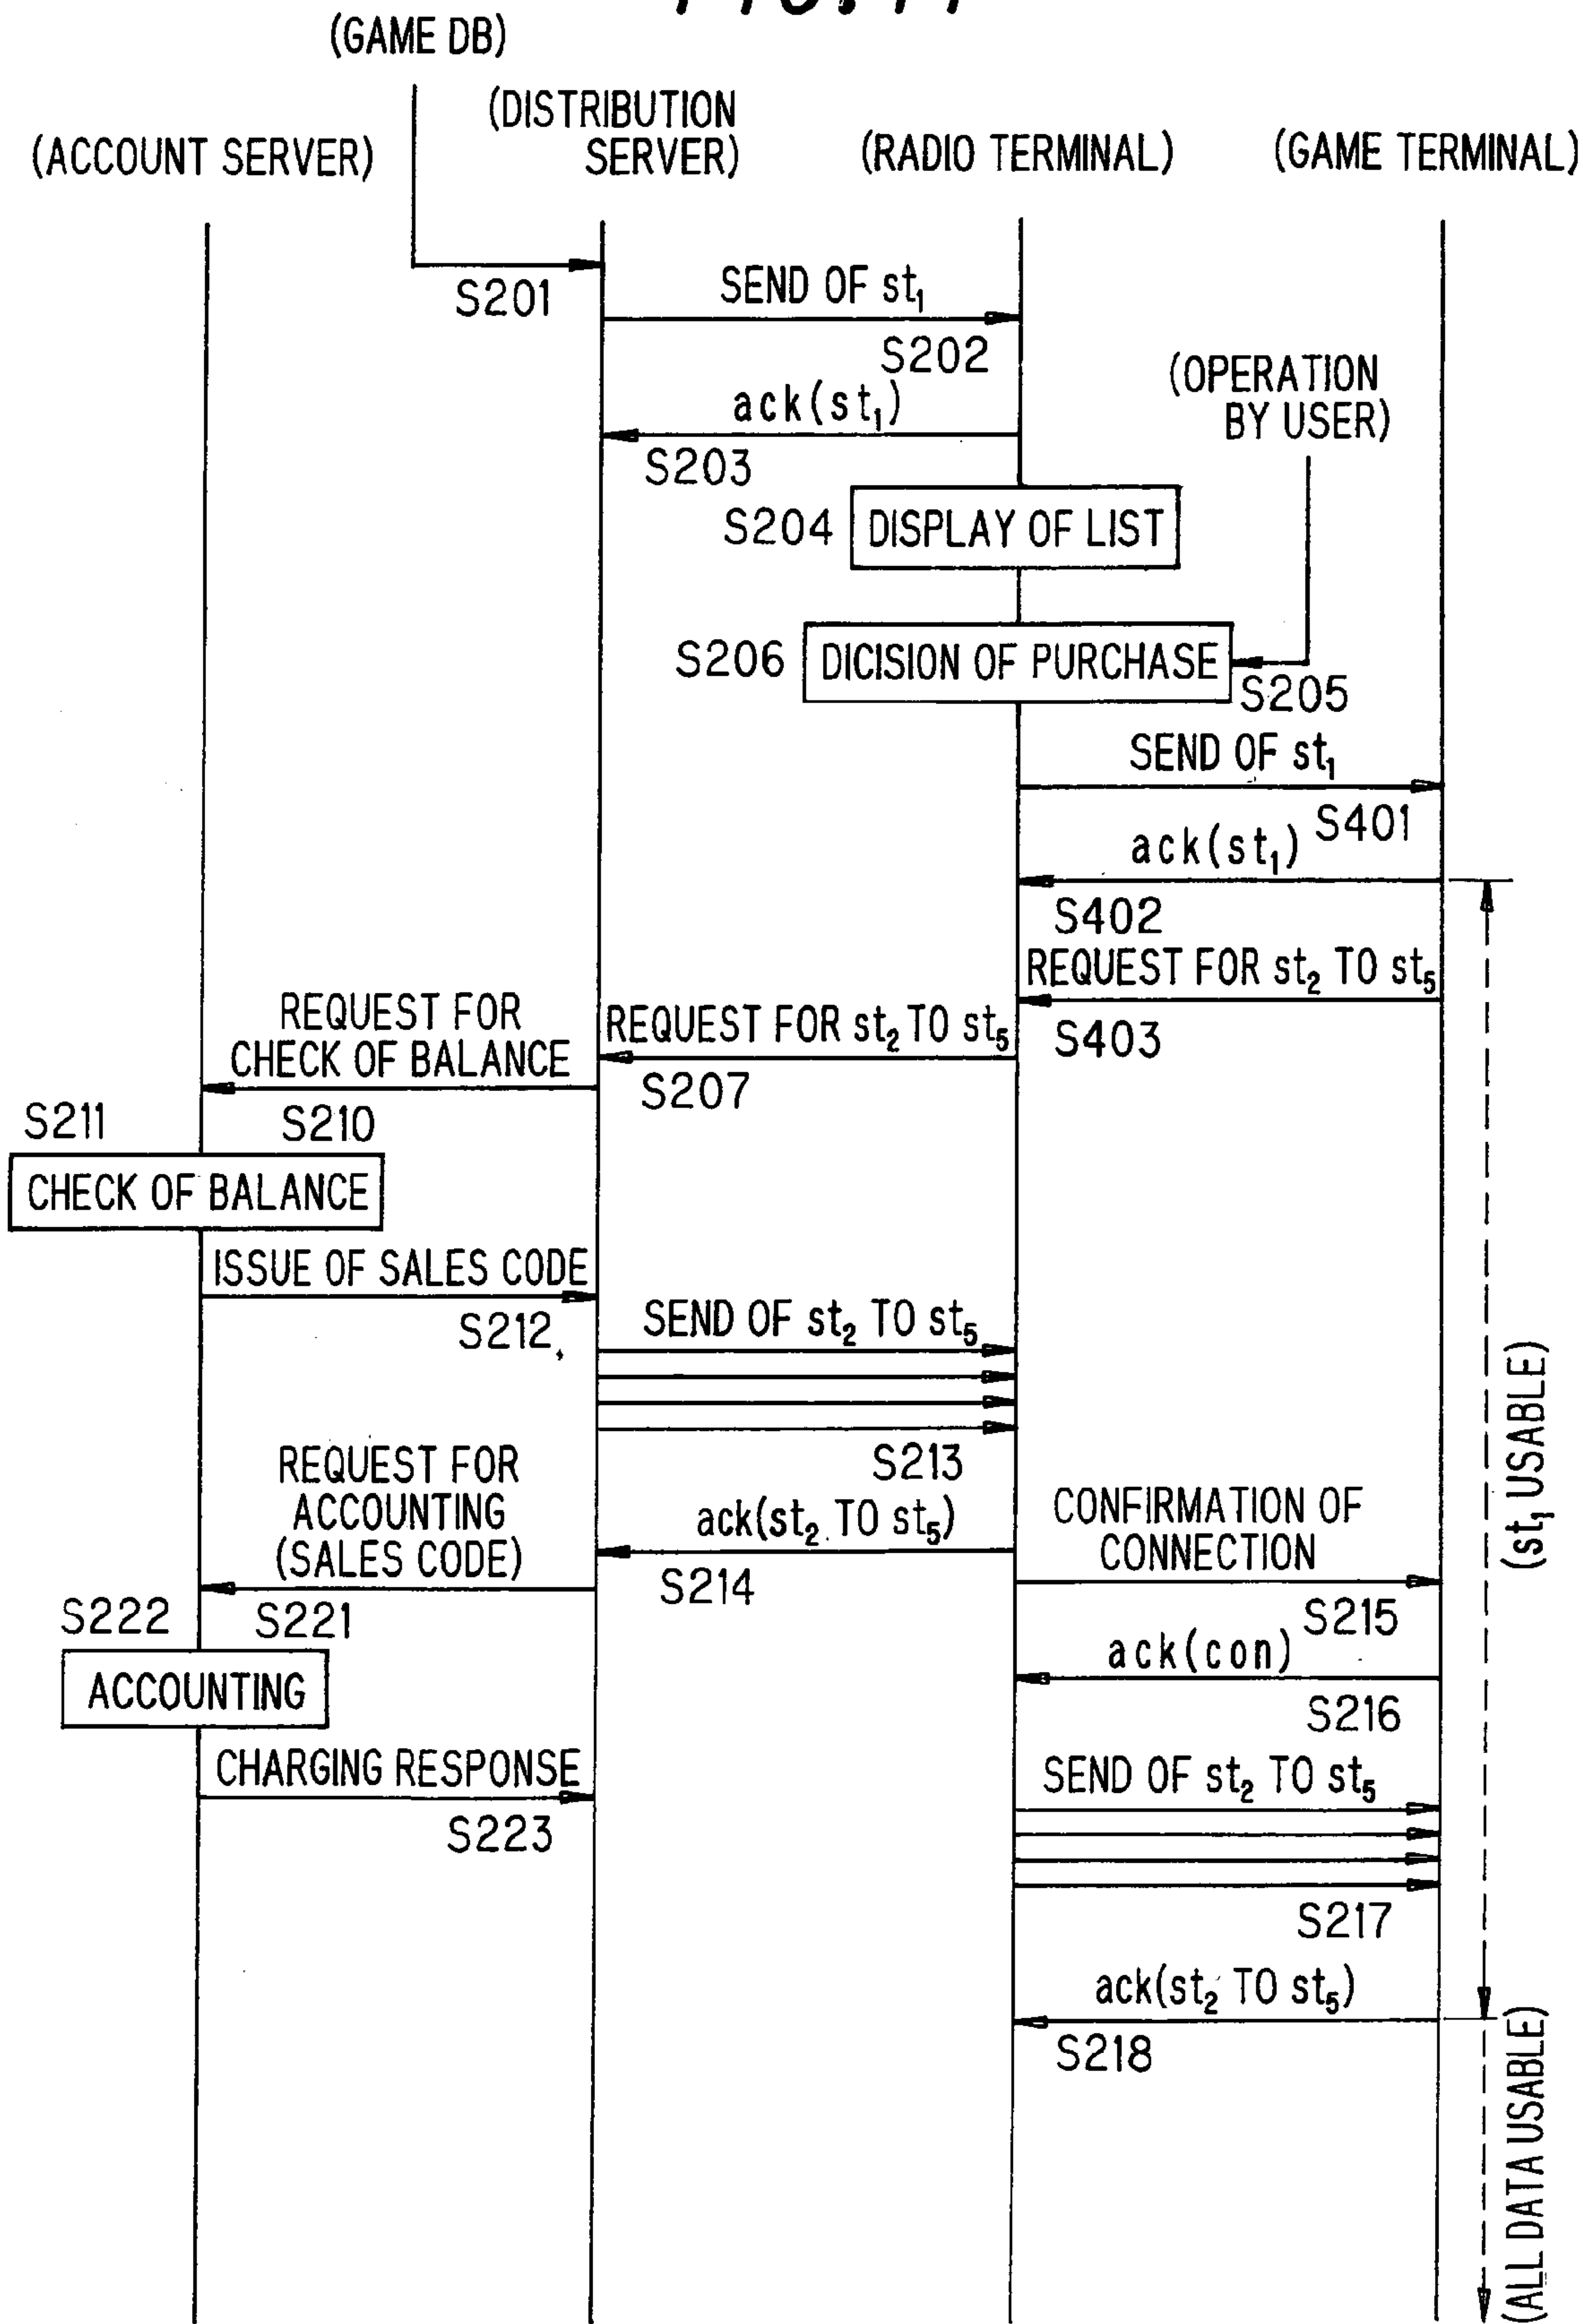 (GAME DB)
(DISTRIBUTION
SERVER)
(ACCOUNT SERVER)
(RADIO TERMINAL)
(GAME TERMINAL)
S201
SEND OF st₁
S202
ack(st₁)
S203
(OPERATION
BY USER)
S204
DISPLAY OF LIST
S206
DICISION OF PURCHASE
S205
SEND OF st₁
S401
ack(st₁)
S402
REQUEST FOR st₂ TO st₅
S403
REQUEST FOR st₂ TO st₅
S207
REQUEST FOR
CHECK OF BALANCE
S210
S211
CHECK OF BALANCE
ISSUE OF SALES CODE
S212
SEND OF st₂ TO st₅
S213
ack(st₂ TO st₅)
S214
REQUEST FOR
ACCOUNTING
(SALES CODE)
S221
S222
ACCOUNTING
CONFIRMATION OF
CONNECTION
S215
ack(con)
S216
CHARGING RESPONSE
S223
SEND OF st₂ TO st₅
S217
ack(st₂ TO st₅)
S218
(st₁ USABLE)
(ALL DATA USABLE)